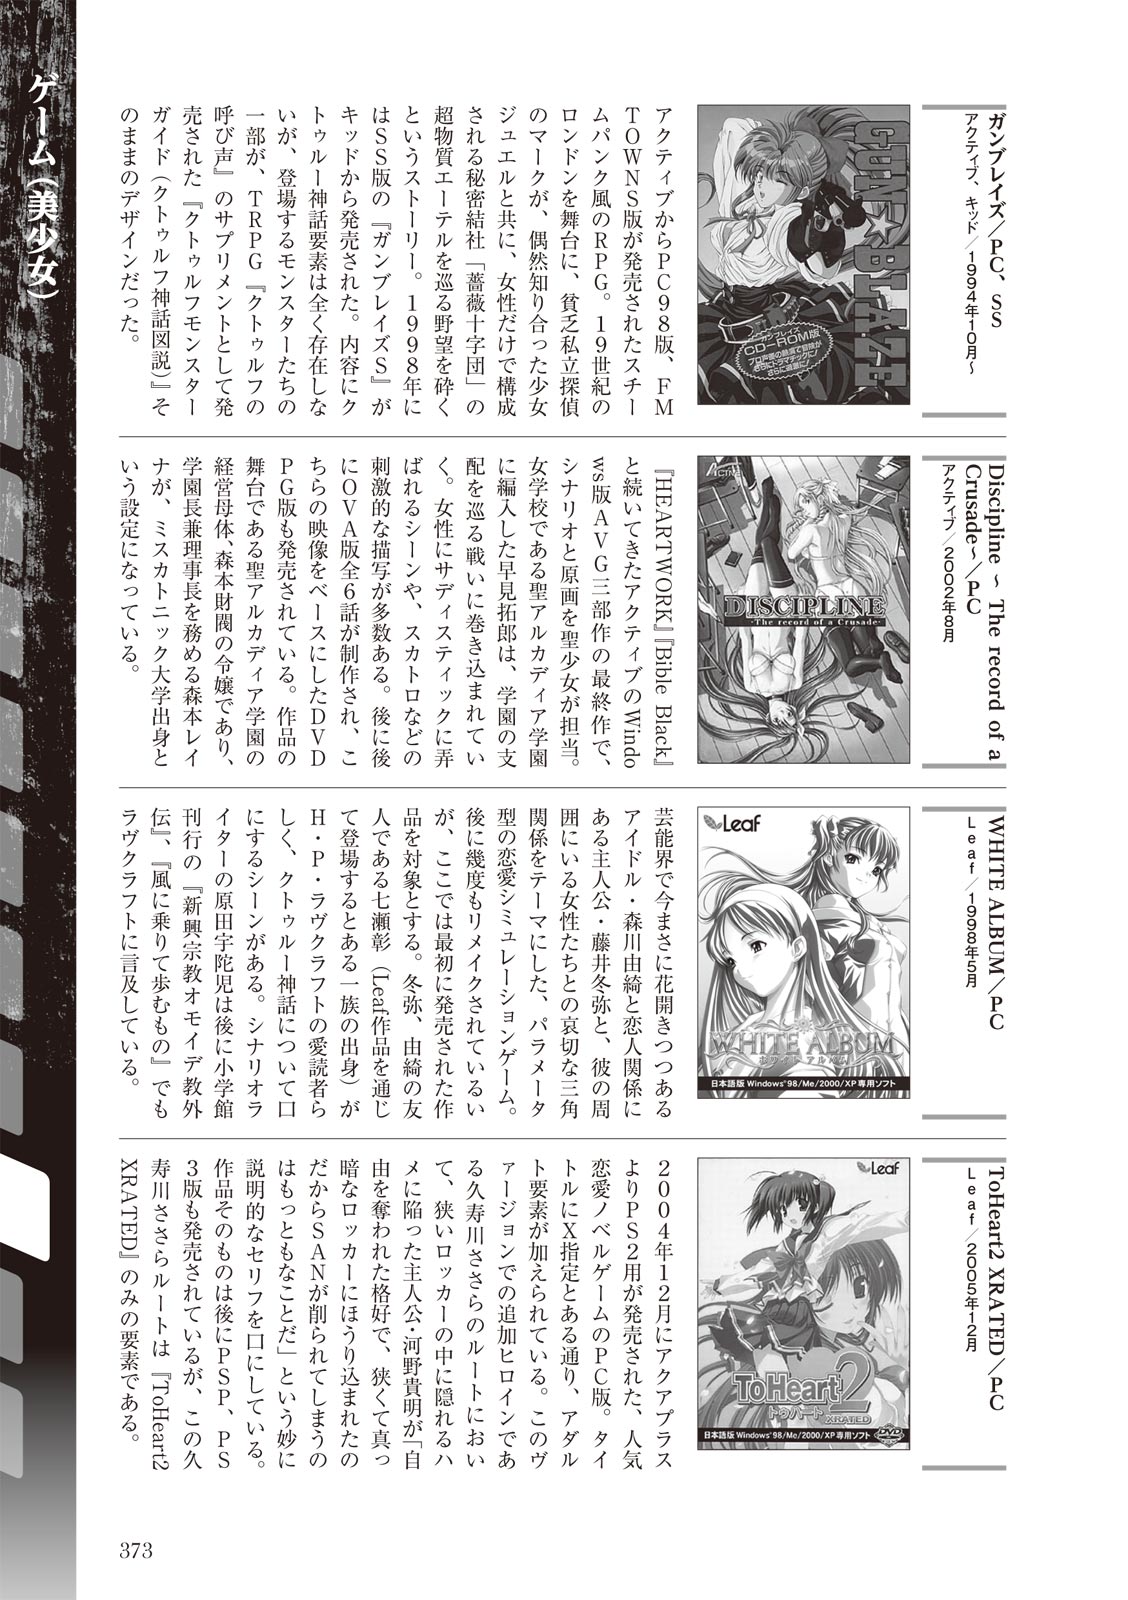 ゲーム（美少女）
ガンブレイズ／PC、SS
アクティブ、キッド／1994年10月〜
GUN★BLAZE
ガンブレイズ
CD-ROM版
プロ声優の熱演で冒険が
さらにドラマチックに！
さらに過激に！
アクティブからPC98版、FM
TOWNS版が発売されたスチー
ムパンク風のRPG。19世紀の
ロンドンを舞台に、貧乏私立探偵
のマークが、偶然知り合った少女
ジュエルと共に、女性だけで構成
される秘密結社「薔薇十字団」の
超物質エーテルを巡る野望を砕く
というストーリー。1998年に
はSS版の『ガンブレイズS』が
キッドから発売された。内容にク
トゥルー神話要素は全く存在しな
いが、登場するモンスターたちの
一部が、TRPG『クトゥルフの
呼び声』のサプリメントとして発
売された『クトゥルフモンスター
ガイド（クトゥルフ神話図説）』そ
のままのデザインだった。
Discipline 〜 The record of a
Crusade〜／PC
アクティブ／2002年8月
Active
DISCIPLINE
-The record of a Crusade-
『HEARTWORK』『Bible Black』
と続いてきたアクティブのWindo
ws版AVG三部作の最終作で、
シナリオと原画を聖少女が担当。
女学校である聖アルカディア学園
に編入した早見拓郎は、学園の支
配を巡る戦いに巻き込まれてい
く。女性にサディスティックに弄
ばれるシーンや、スカトロなどの
刺激的な描写が多数ある。後に後
にOVA版全6話が制作され、こ
ちらの映像をベースにしたDVD
PG版も発売されている。作品の
舞台である聖アルカディア学園の
経営母体、森本財閥の令嬢であり、
学園長兼理事長を務める森本レイ
ナが、ミスカトニック大学出身と
いう設定になっている。
WHITE ALBUM／PC
Leaf／1998年5月
Leaf
WHITE ALBUM
ホワイトアルバム
日本語版 Windows®98/Me/2000/XP 専用ソフト
芸能界で今まさに花開きつつある
アイドル・森川由綺と恋人関係に
ある主人公・藤井冬弥と、彼の周
囲にいる女性たちとの哀切な三角
関係をテーマにした、パラメータ
型の恋愛シミュレーションゲーム。
後に幾度もリメイクされているい
が、ここでは最初に発売された作
品を対象とする。冬弥、由綺の友
人である七瀬彰（Leaf作品を通じ
て登場するとある一族の出身）が
H・P・ラヴクラフトの愛読者ら
しく、クトゥルー神話について口
にするシーンがある。シナリオラ
イターの原田宇陀児は後に小学館
刊行の『新興宗教オモイデ教外
伝』、『風に乗りて歩むもの』でも
ラヴクラフトに言及している。
ToHeart2 XRATED／PC
Leaf／2005年12月
Leaf
ToHeart2
トゥハート XRATED
日本語版 Windows®98/Me/2000/XP 専用ソフト
DVD
2004年12月にアクアプラス
よりPS2用が発売された、人気
恋愛ノベルゲームのPC版。タイ
トルにX指定とある通り、アダル
ト要素が加えられている。このヴ
ァージョンでの追加ヒロインであ
る久寿川ささらのルートにおい
て、狭いロッカーの中に隠れるハ
メに陥った主人公・河野貴明が「自
由を奪われた格好で、狭くて真っ
暗なロッカーにほうり込まれたの
だからSANが削られてしまうの
はもっともなことだ」という妙に
説明的なセリフを口にしている。
作品そのものは後にPSP、PS
3版も発売されているが、この久
寿川ささらルートは『ToHeart2
XRATED』のみの要素である。
373